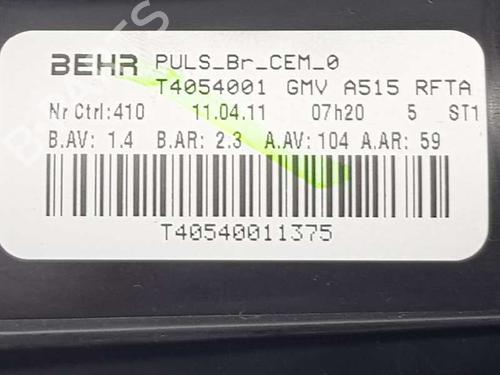 BEHR PULS_Br_CEM_0
T4054001 GMV A515 RFTA
Nr Ctrl:410 11.04.11 07h20 5 ST1
B.AV: 1.4 B.AR: 2.3 A.AV: 104 A.AR: 59
T40540011375